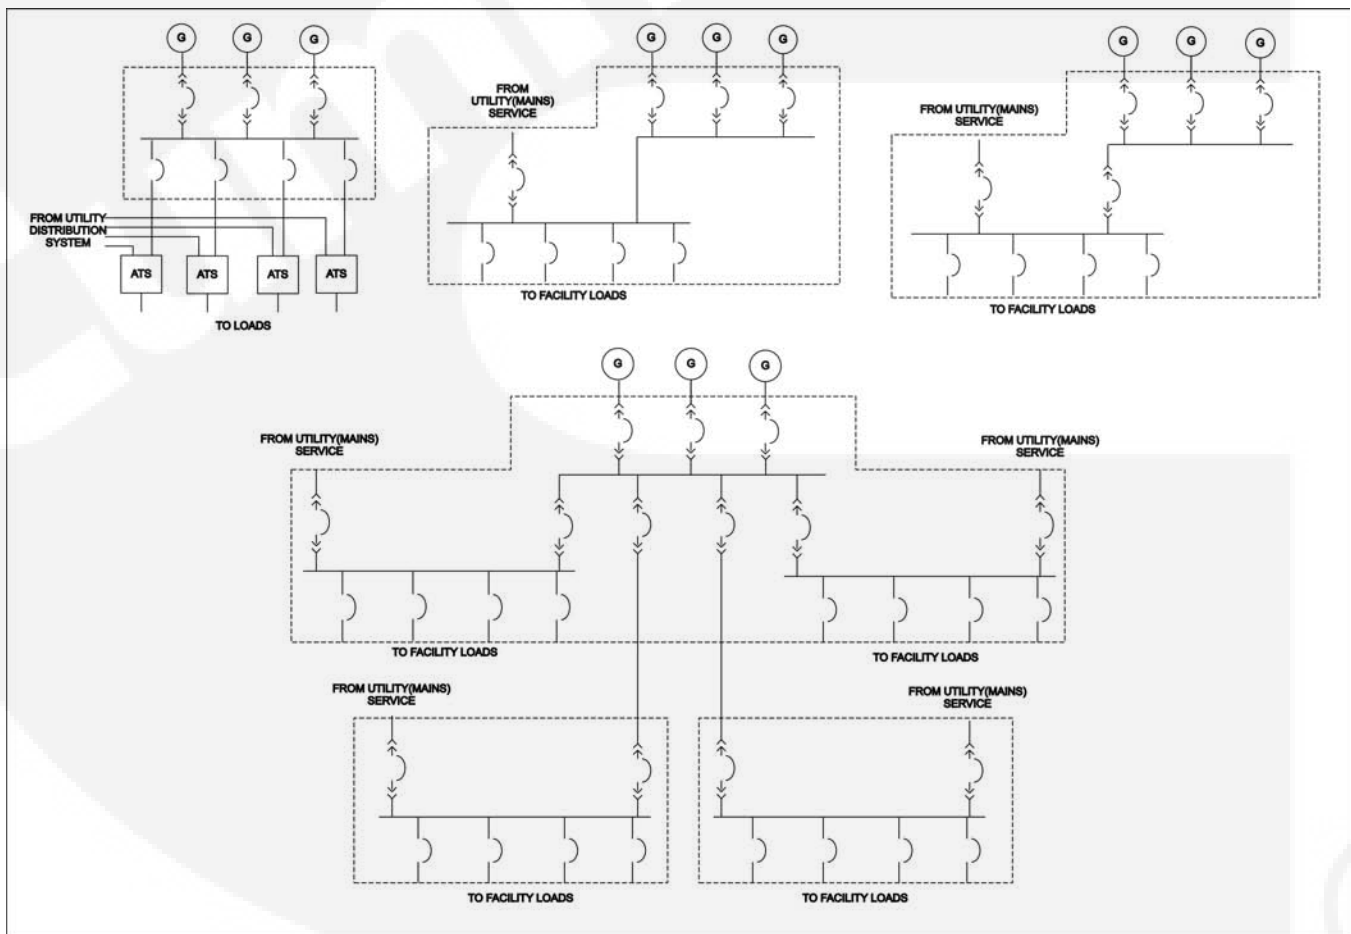 G G G
FROM UTILITY
DISTRIBUTION
SYSTEM
ATS ATS ATS ATS
TO LOADS
G G G
FROM
UTILITY(MAINS)
SERVICE
TO FACILITY LOADS
G G G
FROM UTILITY(MAINS)
SERVICE
TO FACILITY LOADS
G G G
FROM UTILITY(MAINS)
SERVICE
FROM UTILITY(MAINS)
SERVICE
TO FACILITY LOADS
TO FACILITY LOADS
FROM UTILITY(MAINS)
SERVICE
FROM UTILITY(MAINS)
SERVICE
TO FACILITY LOADS
TO FACILITY LOADS